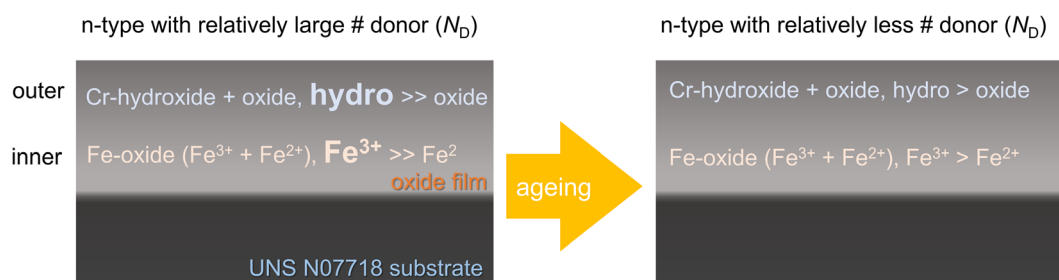 n-type with relatively large # donor (N_D)
outer
Cr-hydroxide + oxide, hydro >> oxide
inner
Fe-oxide (Fe³⁺ + Fe²⁺), Fe³⁺ >> Fe²
oxide film
UNS N07718 substrate
ageing
n-type with relatively less # donor (N_D)
Cr-hydroxide + oxide, hydro > oxide
Fe-oxide (Fe³⁺ + Fe²⁺), Fe³⁺ > Fe²⁺